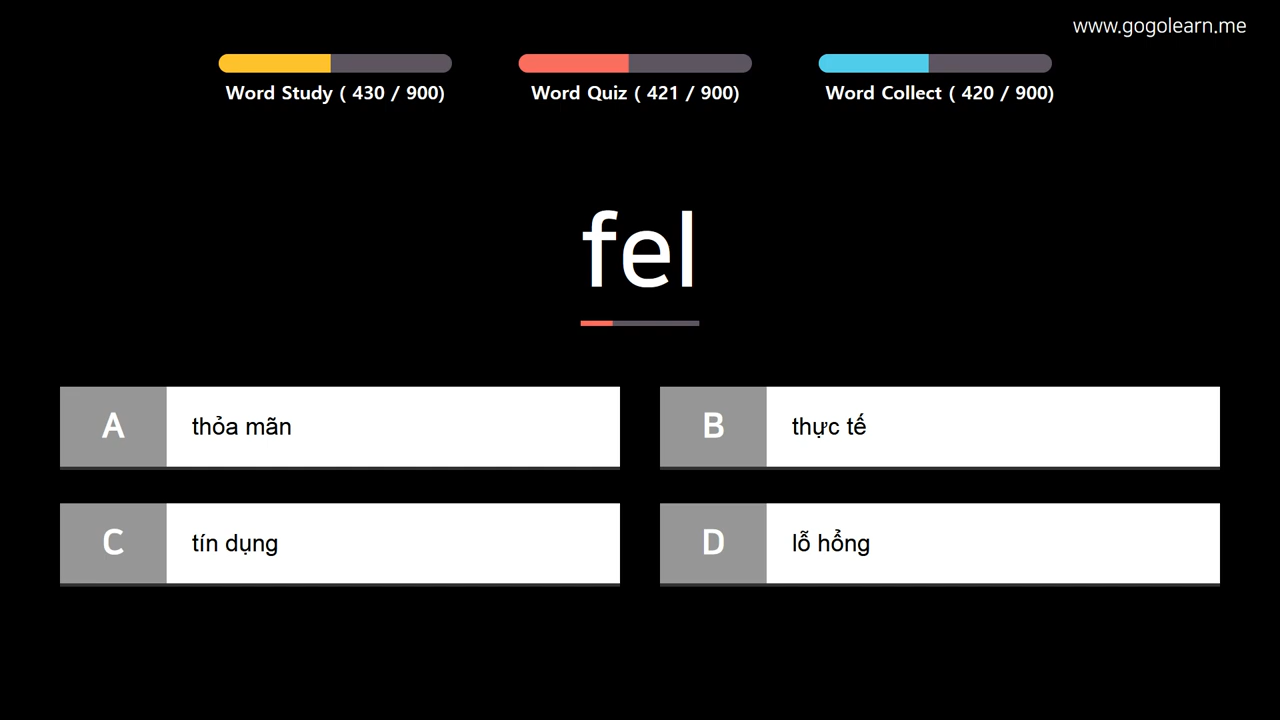 www.gogolearn.me
Word Study ( 430 / 900)
Word Quiz ( 421 / 900)
Word Collect ( 420 / 900)
fel
A thỏa mãn
B thực tế
C tín dụng
D lỗ hổng